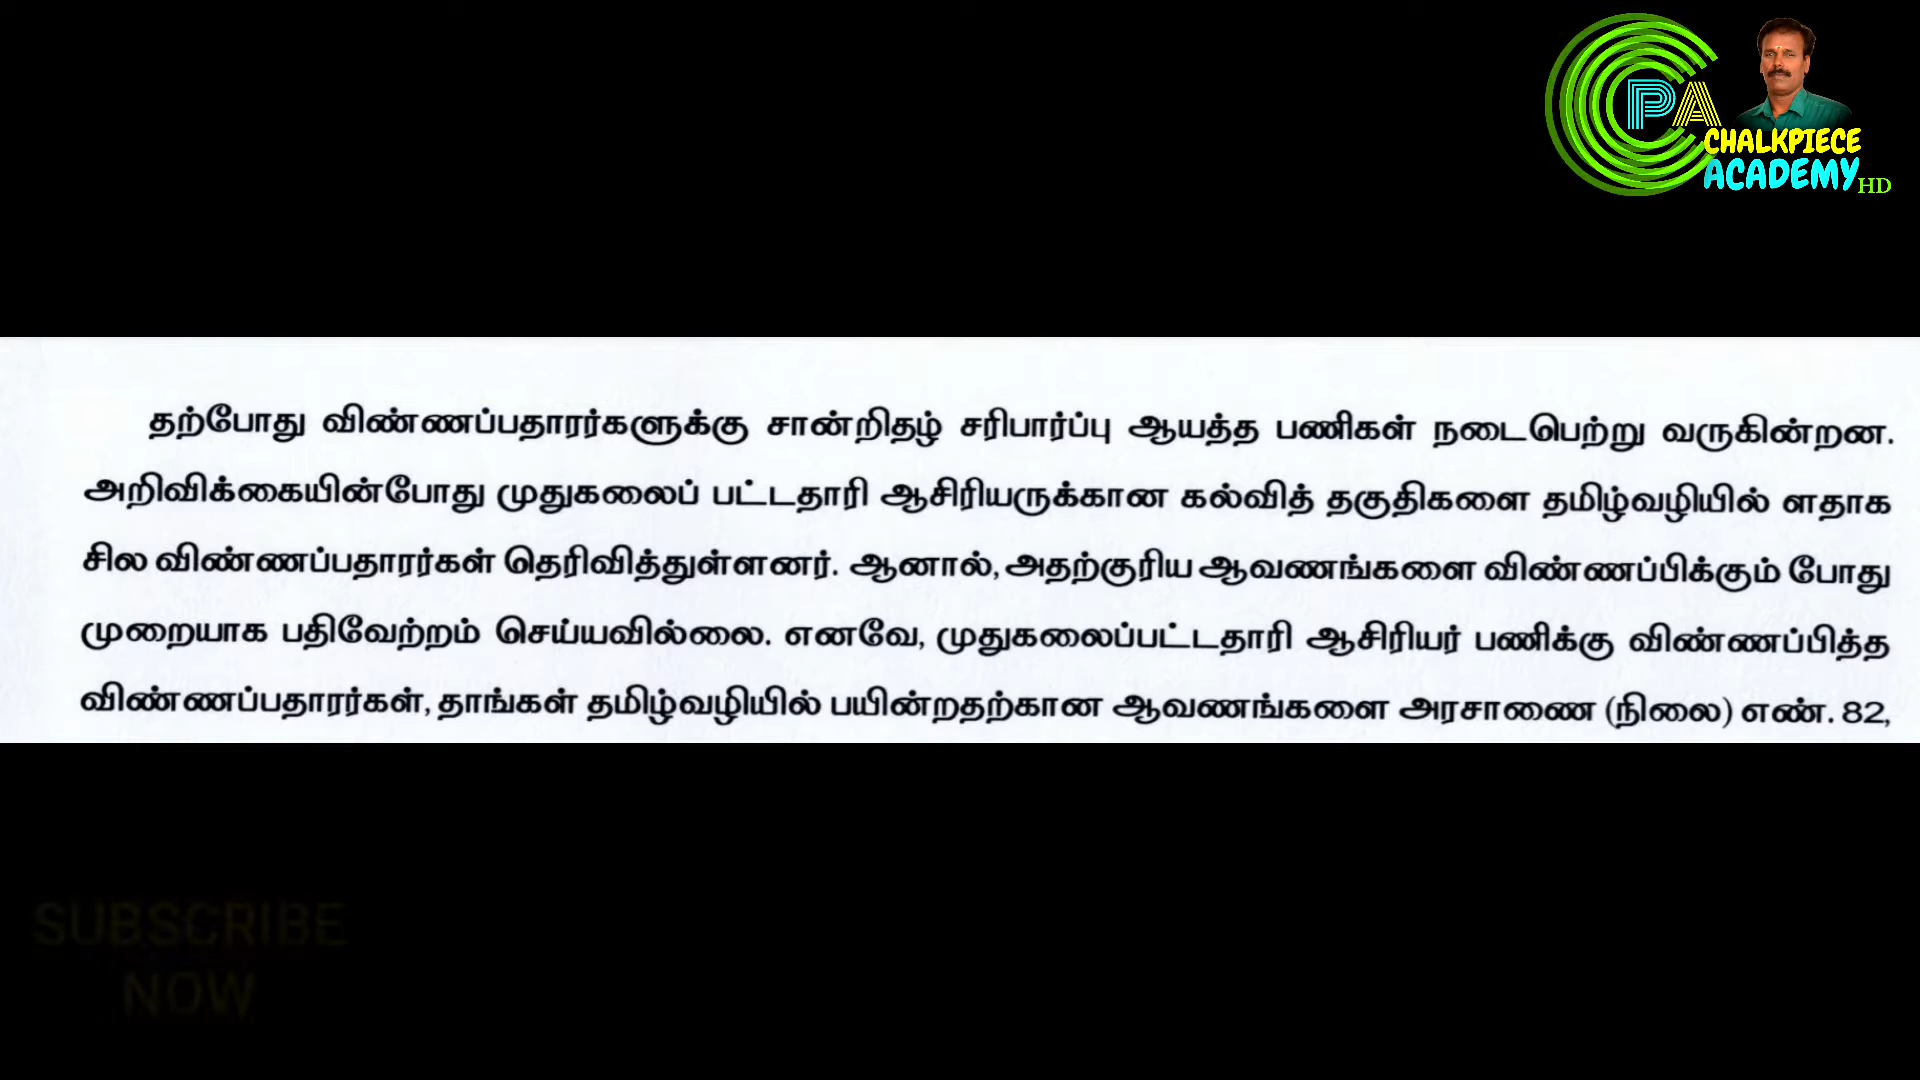 CPA
CHALKPIECE
ACADEMY HD
தற்போது விண்ணப்பதாரர்களுக்கு சான்றிதழ் சரிபார்ப்பு ஆயத்த பணிகள் நடைபெற்று வருகின்றன.
அறிவிக்கையின்போது முதுகலைப் பட்டதாரி ஆசிரியருக்கான கல்வித் தகுதிகளை தமிழ்வழியில் ளதாக
சில விண்ணப்பதாரர்கள் தெரிவித்துள்ளனர். ஆனால், அதற்குரிய ஆவணங்களை விண்ணப்பிக்கும் போது
முறையாக பதிவேற்றம் செய்யவில்லை. எனவே, முதுகலைப்பட்டதாரி ஆசிரியர் பணிக்கு விண்ணப்பித்த
விண்ணப்பதாரர்கள், தாங்கள் தமிழ்வழியில் பயின்றதற்கான ஆவணங்களை அரசாணை (நிலை) எண். 82,
SUBSCRIBE
NOW